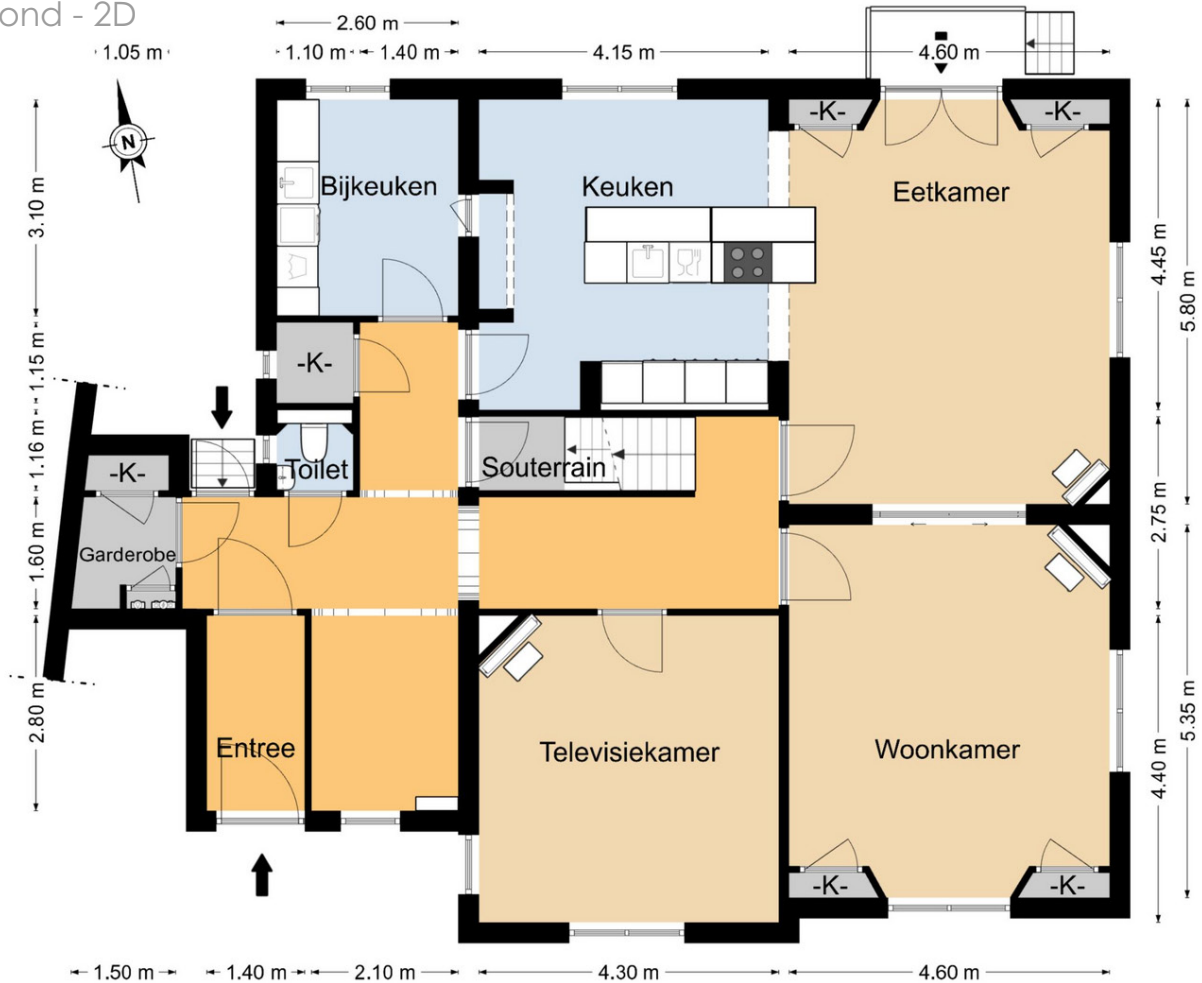 ond - 2D
2.60 m
1.05 m
1.10 m
1.40 m
4.15 m
4.60 m
N
-K-
-K-
Bijkeuken
Keuken
Eetkamer
3.10 m
4.45 m
5.80 m
1.15 m
-K-
1.16 m
-K-
Toilet
Souterrain
2.75 m
1.60 m
Garderobe
2.80 m
Entree
Televisiekamer
Woonkamer
5.35 m
4.40 m
-K-
-K-
1.50 m
1.40 m
2.10 m
4.30 m
4.60 m